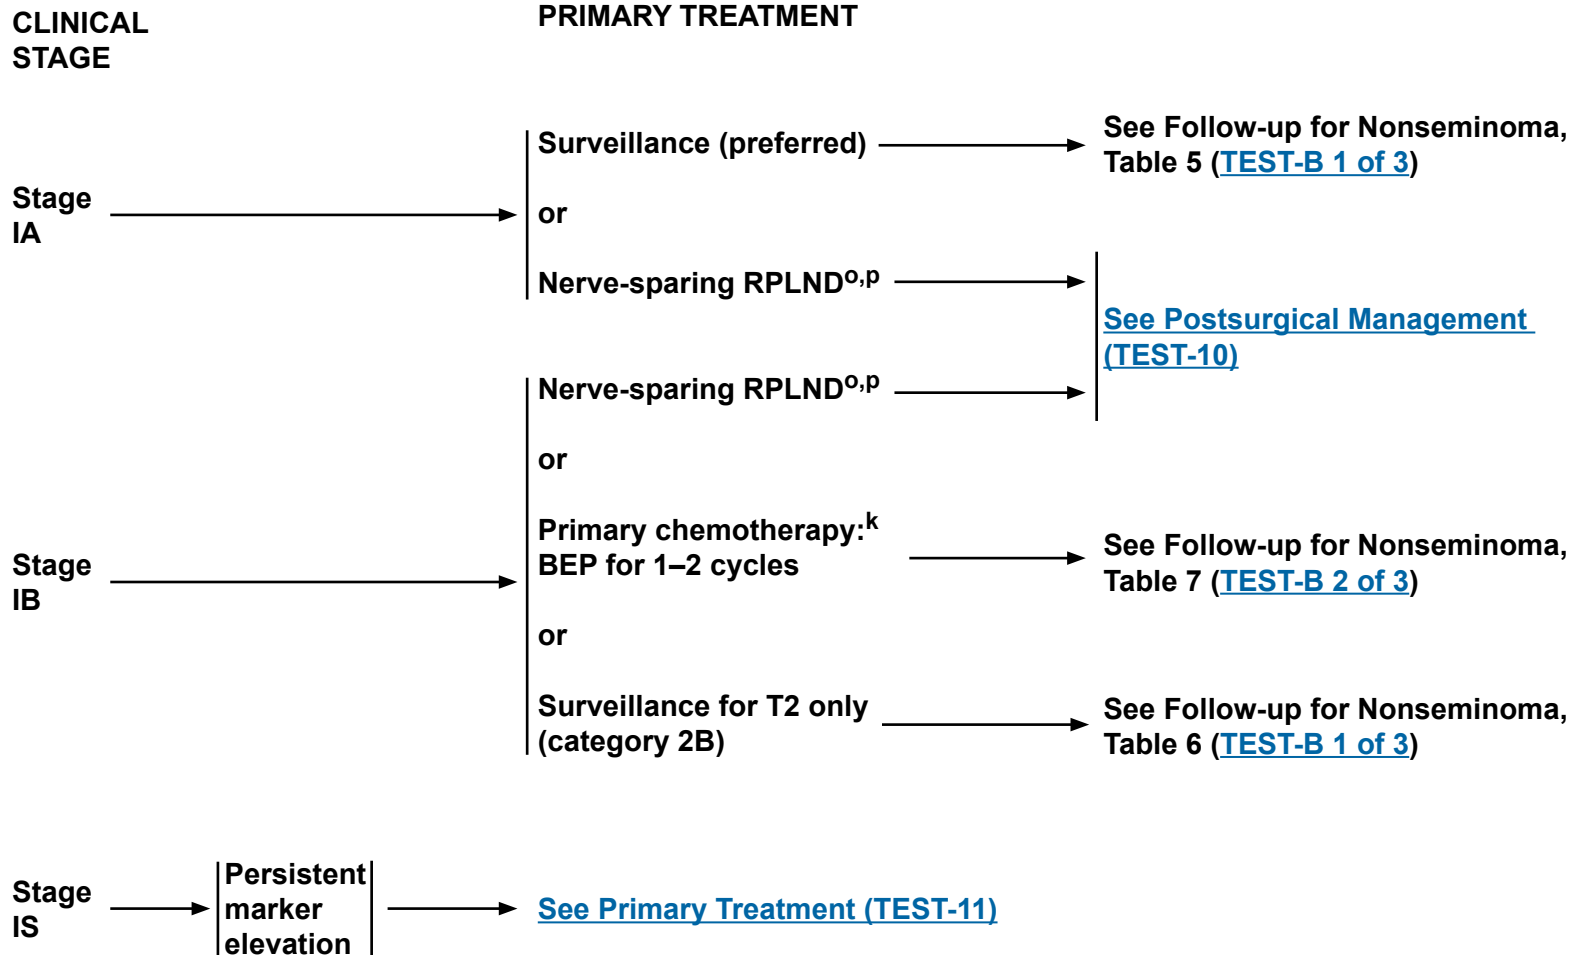 CLINICAL
STAGE
PRIMARY TREATMENT
Stage
IA
Surveillance (preferred)
or
Nerve-sparing RPLNDo,p
See Follow-up for Nonseminoma,
Table 5 (TEST-B 1 of 3)
See Postsurgical Management
(TEST-10)
Stage
IB
Nerve-sparing RPLNDo,p
or
Primary chemotherapy:k
BEP for 1–2 cycles
or
Surveillance for T2 only
(category 2B)
See Follow-up for Nonseminoma,
Table 7 (TEST-B 2 of 3)
See Follow-up for Nonseminoma,
Table 6 (TEST-B 1 of 3)
Stage
IS
Persistent
marker
elevation
See Primary Treatment (TEST-11)